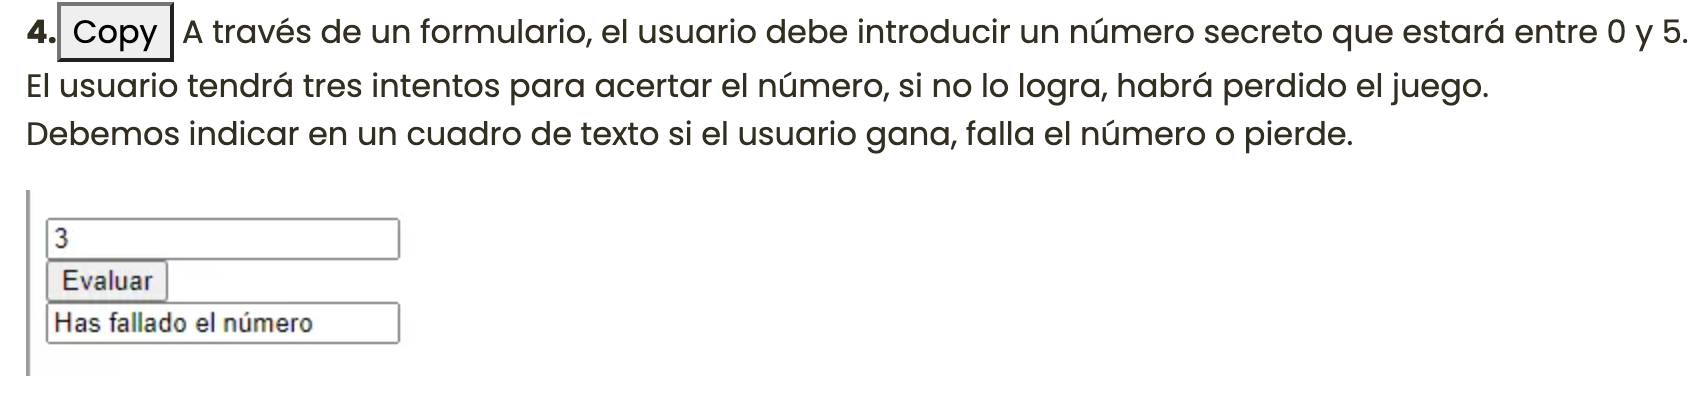 4. Copy A través de un formulario, el usuario debe introducir un número secreto que estará entre 0 y 5.
El usuario tendrá tres intentos para acertar el número, si no lo logra, habrá perdido el juego.
Debemos indicar en un cuadro de texto si el usuario gana, falla el número o pierde.
3
Evaluar
Has fallado el número